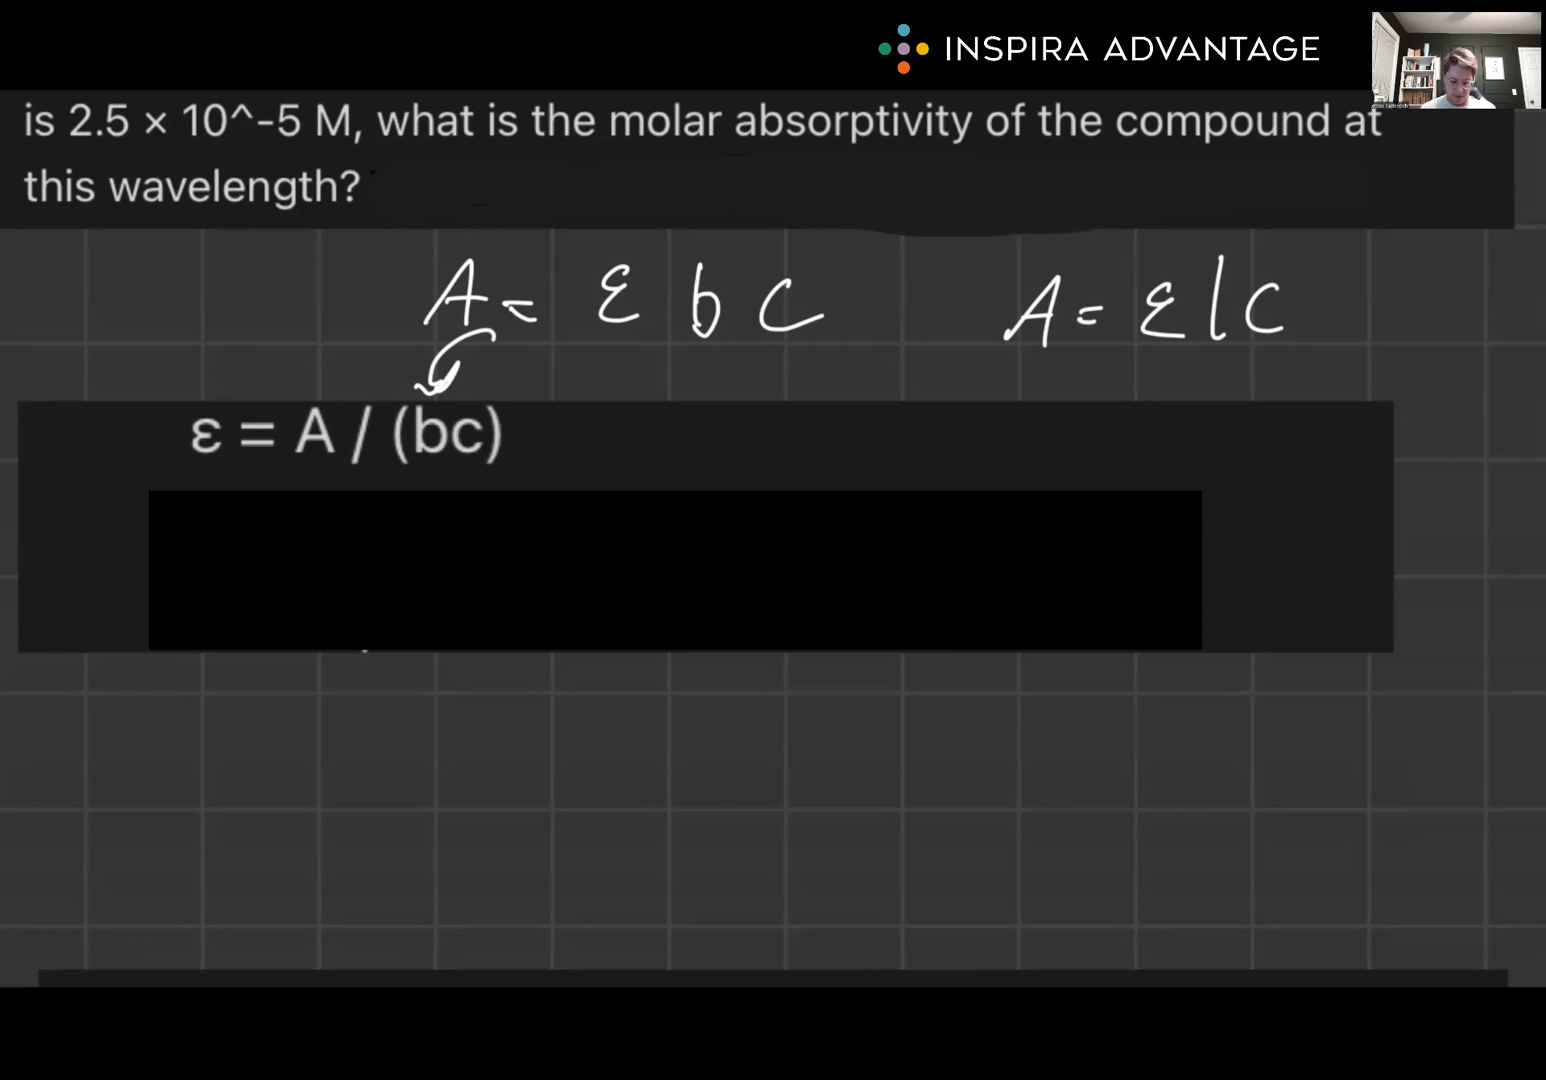 INSPIRA ADVANTAGE
is 2.5 × 10^-5 M, what is the molar absorptivity of the compound at
this wavelength?
A = ε b c A = ε l c
ε = A / (bc)